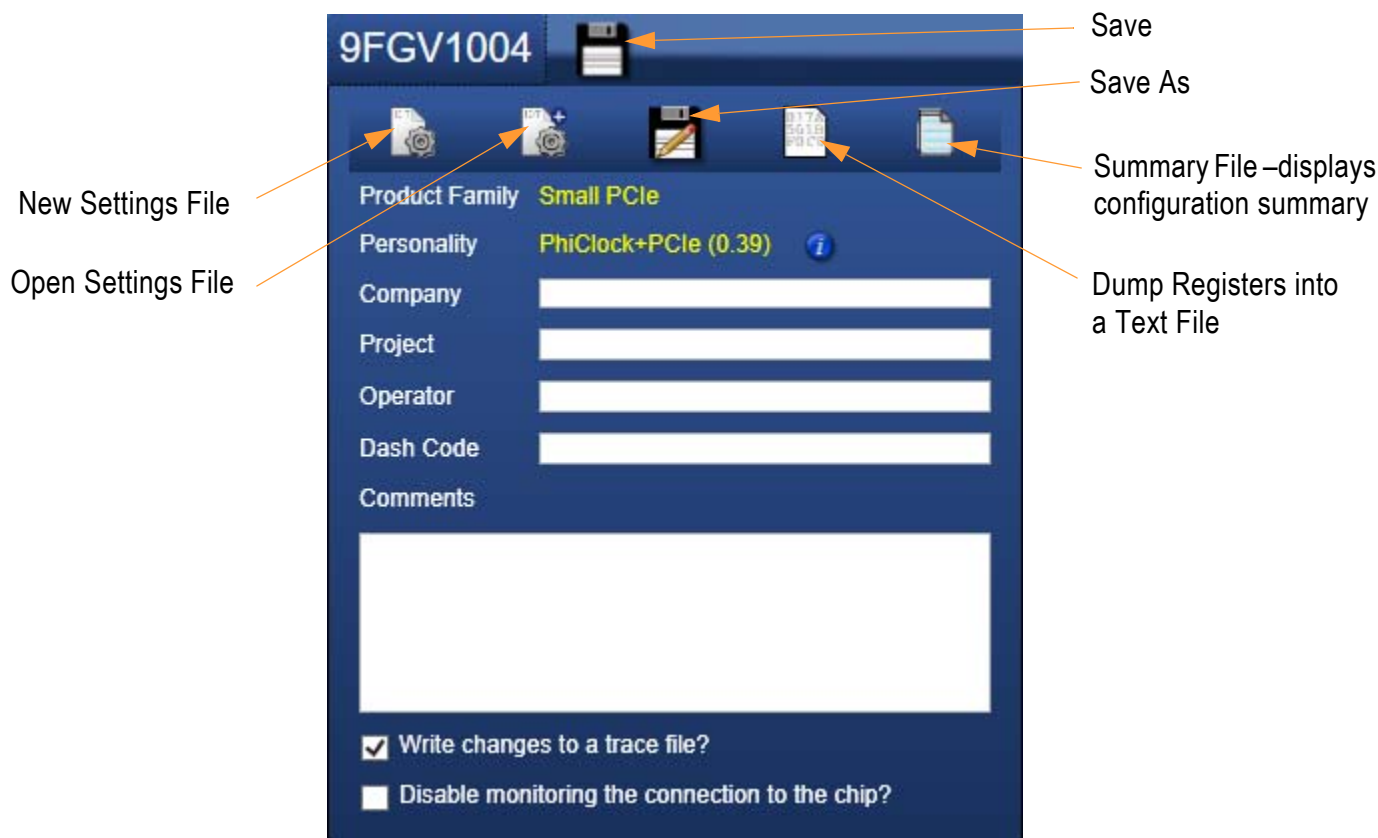 9FGV1004
Save
Save As
New Settings File
Open Settings File
Summary File –displays
configuration summary
Dump Registers into
a Text File
Product Family Small PCIe
Personality PhiClock+PCIe (0.39)
Company
Project
Operator
Dash Code
Comments
Write changes to a trace file?
Disable monitoring the connection to the chip?